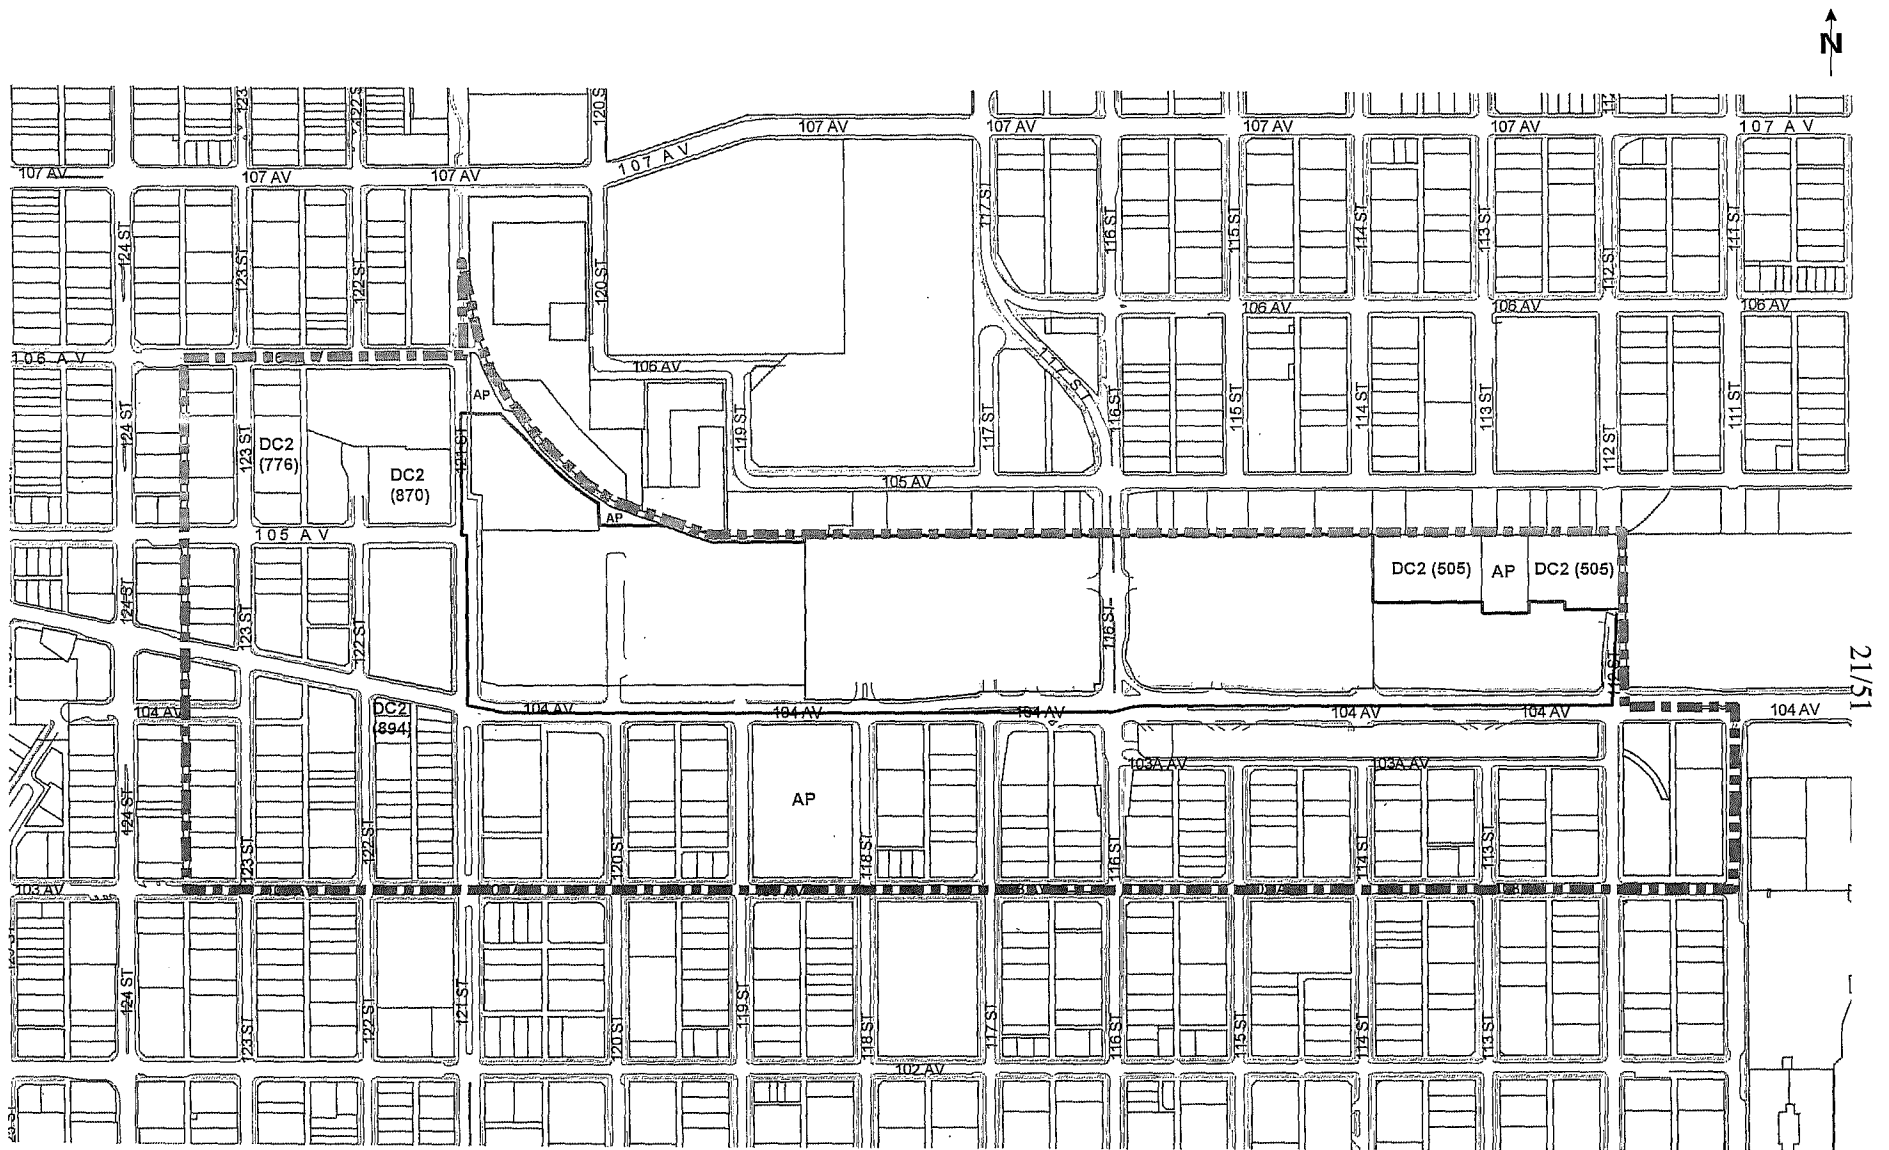 N
123
122 S
120 S
107 AV
107 AV
107 AV
107 AV
107 AV
107 AV
107 AV
107 AV
107 AV
124 ST
123 ST
122 ST
120 ST
117 ST
116 ST
115 ST
114 ST
113 ST
112 ST
111 ST
106 AV
106 AV
106 AV
106 AV
106 AV
AP
117 ST
124 ST
123 ST
DC2
(776)
DC2
(870)
121 ST
119 ST
117 ST
116 ST
115 ST
114 ST
113 ST
112 ST
111 ST
105 AV
AP
105 AV
DC2 (505)
AP
DC2 (505)
124 ST
123 ST
122 ST
116 ST
21/51
104 AV
DC2
(894)
104 AV
104 AV
104 AV
104 AV
104 AV
104 AV
103A AV
103A AV
AP
124 ST
123 ST
122 ST
120 ST
118 ST
116 ST
114 ST
113 ST
103 AV
124 ST
123 ST
122 ST
121 ST
120 ST
119 ST
118 ST
117 ST
116 ST
115 ST
114 ST
113 ST
102 AV